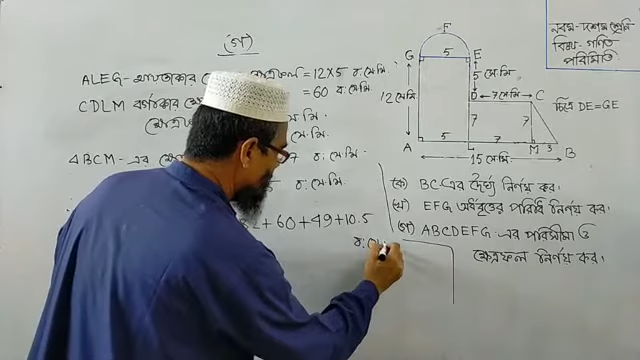 (গ)
ALEG-আয়তাকার ক্ষেত্রফল = 12×5 ব: সে:মি:
= 60 ব: সে:মি:
CDLM বর্গাকার
সে:মি:
সে:মি:
ΔBCM-এর
7 ব: সে:মি:
ব: সে:মি.
+60+49+10.5
ব:
F
G 5 E
5 সে:মি
12 সে:মি
D 7 সে:মি C
চিত্রে DE=GE
7 7
A 5 L 7 M 3 B
15 সে:মি.
নবম-দশম শ্রেণি
বিষয়-গণিত
পরিমিতি
(ক) BC এর দৈর্ঘ্য নির্ণয় কর।
(খ) EFG অর্ধবৃত্তের পরিধি নির্ণয় কর।
(গ) ABCDEFG-এর পরিসীমা ও
ক্ষেত্রফল নির্ণয় কর।